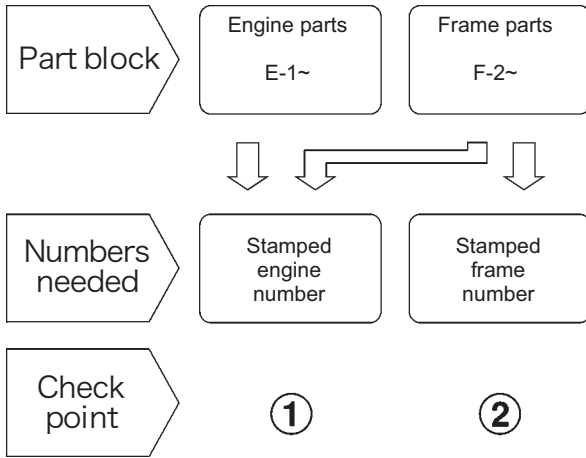 Part block
Engine parts
E-1~
Frame parts
F-2~
Numbers
needed
Stamped
engine
number
Stamped
frame
number
Check
point
①
②